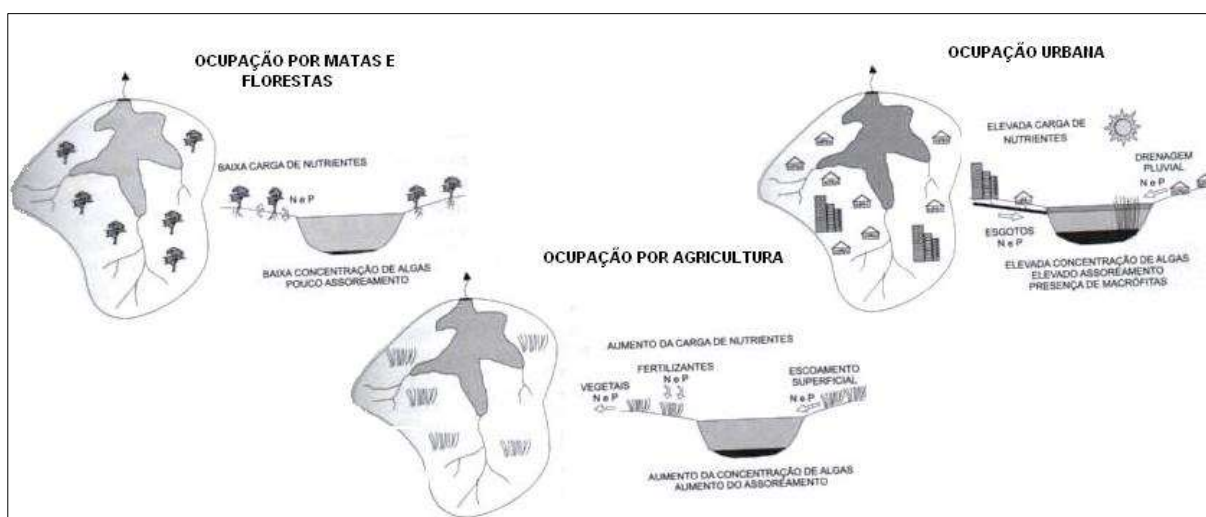 OCUPAÇÃO POR MATAS E
FLORESTAS
BAIXA CARGA DE NUTRIENTES
N e P
BAIXA CONCENTRAÇÃO DE ALGAS
POUCO ASSOREAMENTO
OCUPAÇÃO URBANA
ELEVADA CARGA DE
NUTRIENTES
DRENAGEM
PLUVIAL
N e P
ESGOTOS
N e P
ELEVADA CONCENTRAÇÃO DE ALGAS
ELEVADO ASSOREAMENTO
PRESENÇA DE MACRÓFITAS
OCUPAÇÃO POR AGRICULTURA
AUMENTO DA CARGA DE NUTRIENTES
FERTILIZANTES
N e P
VEGETAIS
N e P
ESCOAMENTO
SUPERFICIAL
N e P
AUMENTO DA CONCENTRAÇÃO DE ALGAS
AUMENTO DO ASSOREAMENTO